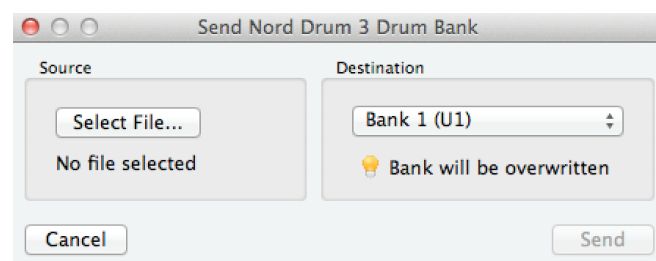 Send Nord Drum 3 Drum Bank
Source
Select File...
No file selected
Destination
Bank 1 (U1)
Bank will be overwritten
Cancel
Send